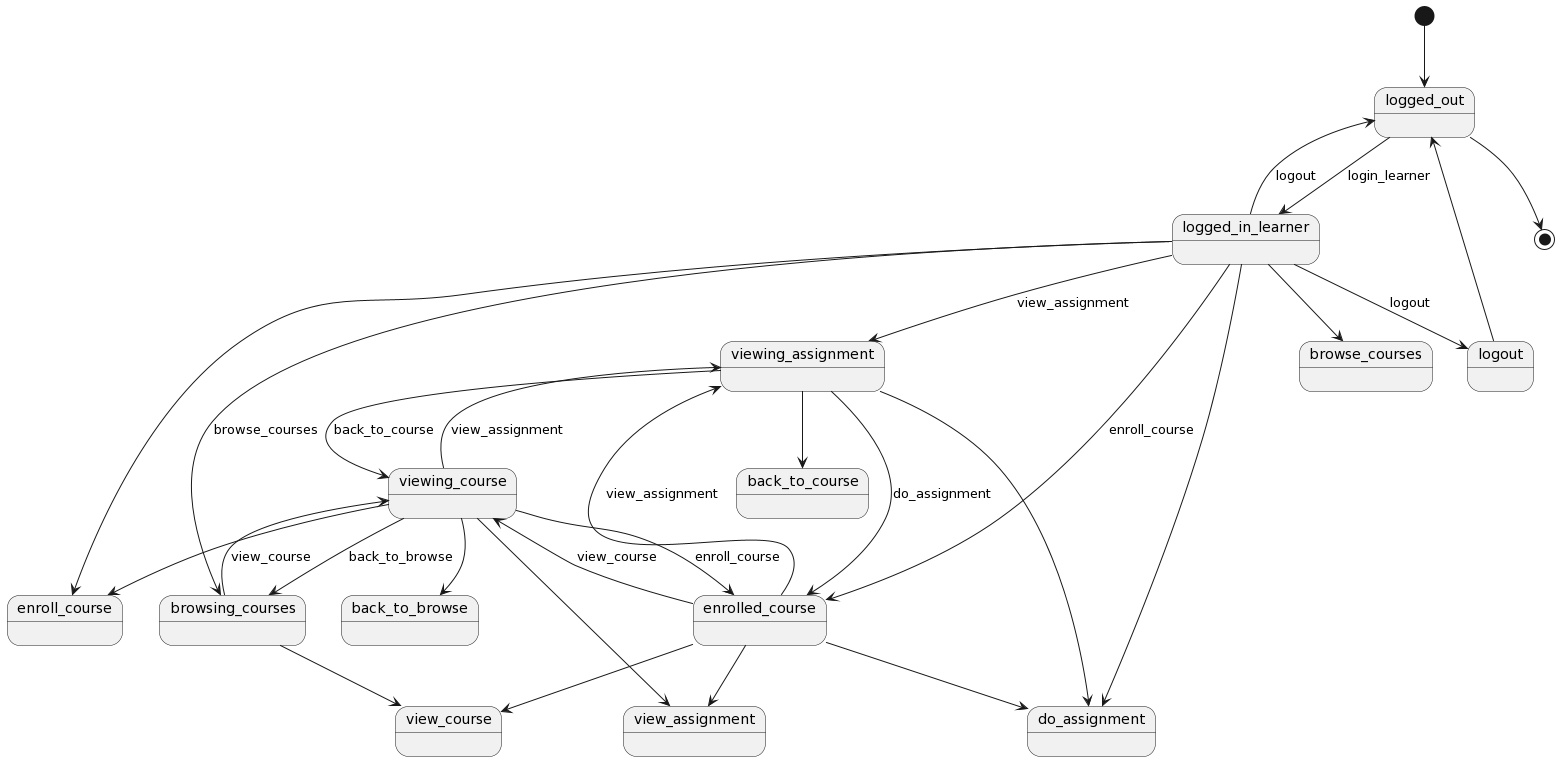 logged_out
logout
login_learner
logged_in_learner
view_assignment
logout
viewing_assignment
browse_courses
logout
browse_courses
back_to_course
view_assignment
enroll_course
viewing_course
back_to_course
view_assignment
do_assignment
view_course
back_to_browse
view_course
enroll_course
enroll_course
browsing_courses
back_to_browse
enrolled_course
view_course
view_assignment
do_assignment